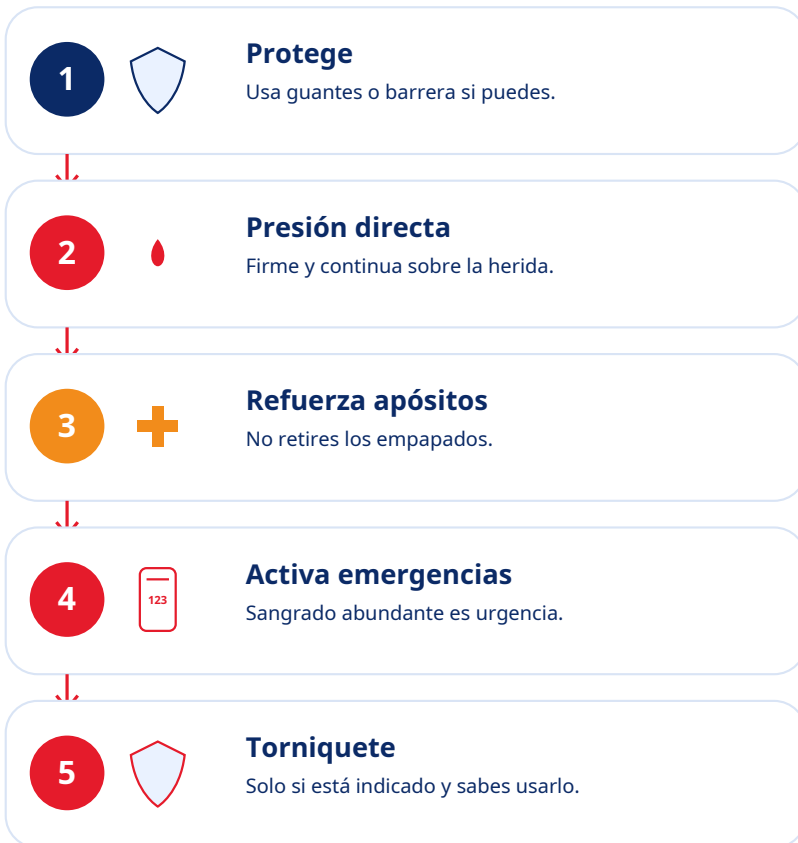 1
Protege
Usa guantes o barrera si puedes.
2
Presión directa
Firme y continua sobre la herida.
3
Refuerza apósitos
No retires los empapados.
4
123
Activa emergencias
Sangrado abundante es urgencia.
5
Torniquete
Solo si está indicado y sabes usarlo.